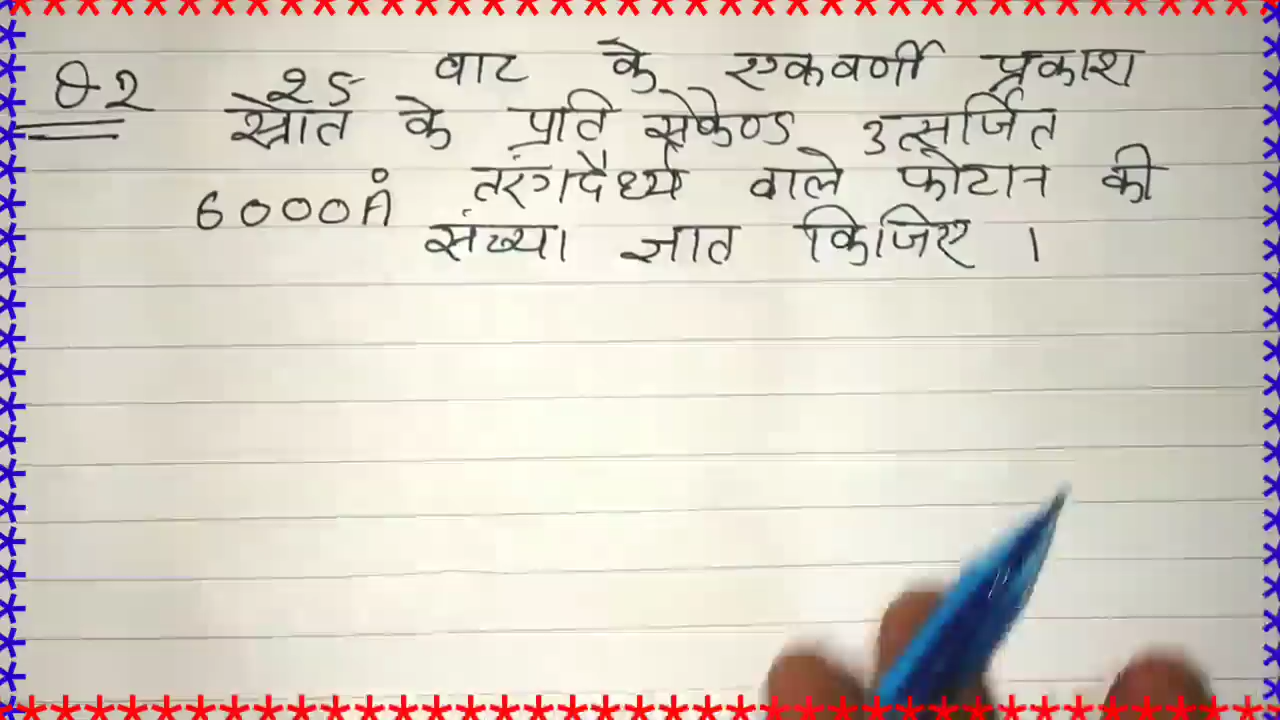 Q2 25 वाट के एकवर्णी प्रकाश
स्रोत के प्रति सेकेण्ड उत्सर्जित
6000Å तरंगदैर्ध्य वाले फोटान की
संख्या ज्ञात किजिए ।